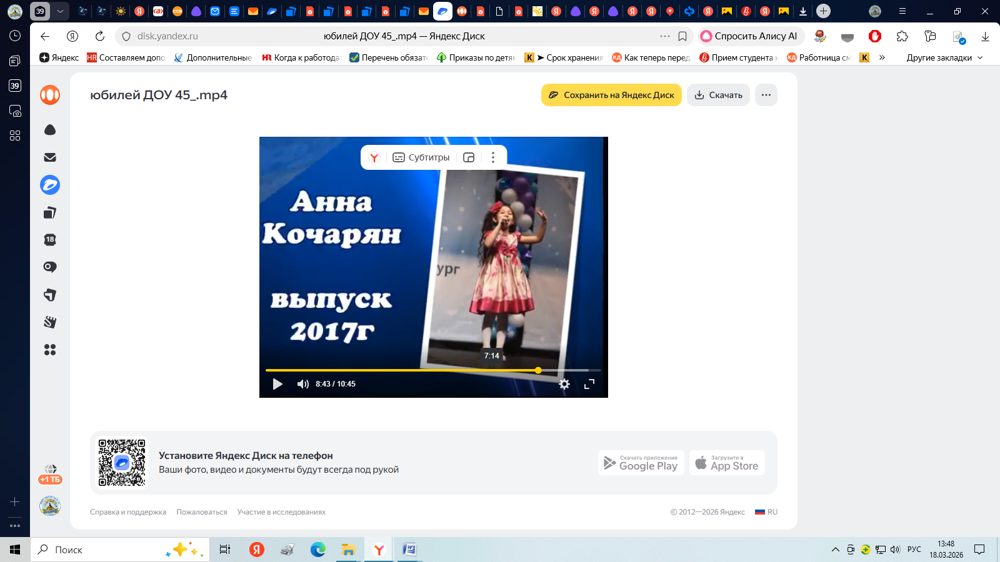 39
disk.yandex.ru
юбилей ДОУ 45_.mp4 — Яндекс Диск
Спросить Алису AI
Яндекс
HR Составляем допо
Дополнительные
HR Когда к работода
Перечень обязате
Приказы по детям
K ➤ Срок хранения
КД Как теперь перед
Прием студента н
КД Работница см
K
»
Другие закладки
39
юбилей ДОУ 45_.mp4
Сохранить на Яндекс Диск
Скачать
Субтитры
Анна
Кочарян
ург
выпуск
2017г
7:14
8:43 / 10:45
18
Установите Яндекс Диск на телефон
Ваши фото, видео и документы будут всегда под рукой
Скачать приложение
Google Play
Загрузите в
App Store
+1 ТБ
Справка и поддержка
Пожаловаться
Участие в исследованиях
© 2012—2026 Яндекс
RU
Поиск
РУС
13:48
18.03.2026